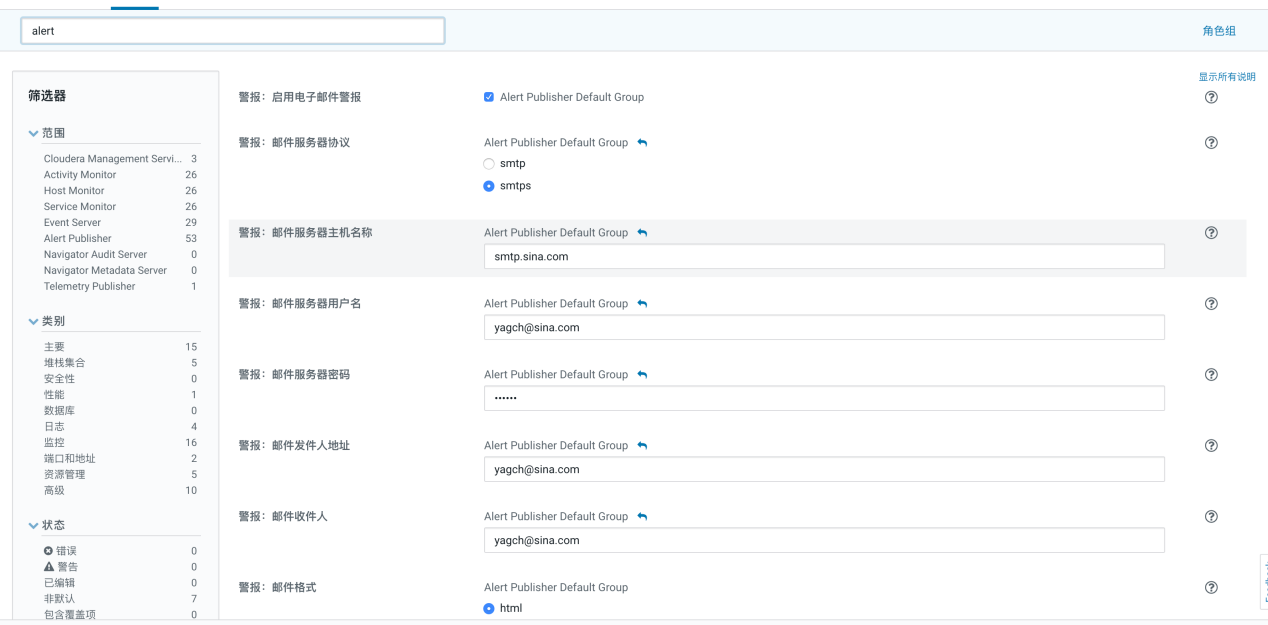 alert
角色组
显示所有说明
筛选器
范围
Cloudera Management Servi... 3
Activity Monitor 26
Host Monitor 26
Service Monitor 26
Event Server 29
Alert Publisher 53
Navigator Audit Server 0
Navigator Metadata Server 0
Telemetry Publisher 1
类别
主要 15
堆栈集合 5
安全性 0
性能 1
数据库 0
日志 4
监控 16
端口和地址 2
资源管理 5
高级 10
状态
错误 0
警告 0
已编辑 0
非默认 7
包含覆盖项 0
警报：启用电子邮件警报
Alert Publisher Default Group
警报：邮件服务器协议
Alert Publisher Default Group
smtp
smtps
警报：邮件服务器主机名称
Alert Publisher Default Group
smtp.sina.com
警报：邮件服务器用户名
Alert Publisher Default Group
yagch@sina.com
警报：邮件服务器密码
Alert Publisher Default Group
••••••
警报：邮件发件人地址
Alert Publisher Default Group
yagch@sina.com
警报：邮件收件人
Alert Publisher Default Group
yagch@sina.com
警报：邮件格式
Alert Publisher Default Group
html